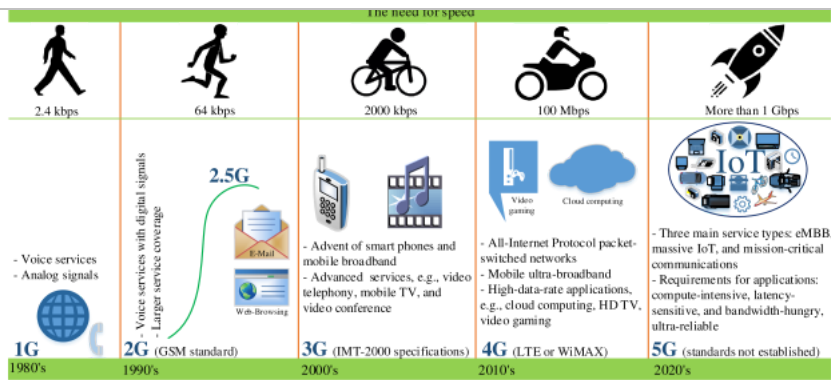 The need for speed
2.4 kbps
64 kbps
2000 kbps
100 Mbps
More than 1 Gbps
- Voice services
- Analog signals
1G
1980's
- Voice services with digital signals
- Larger service coverage
2.5G
E-Mail
Web-Browsing
2G (GSM standard)
1990's
- Advent of smart phones and
mobile broadband
- Advanced services, e.g., video
telephony, mobile TV, and
video conference
3G (IMT-2000 specifications)
2000's
Video
gaming
Cloud computing
- All-Internet Protocol packet-
switched networks
- Mobile ultra-broadband
- High-data-rate applications,
e.g., cloud computing, HD TV,
video gaming
4G (LTE or WiMAX)
2010's
IoT
- Three main service types: eMBB,
massive IoT, and mission-critical
communications
- Requirements for applications:
compute-intensive, latency-
sensitive, and bandwidth-hungry,
ultra-reliable
5G (standards not established)
2020's